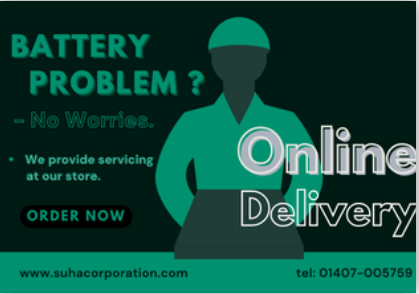 BATTERY
PROBLEM ?
- No Worries.
• We provide servicing
at our store.
ORDER NOW
Online
Delivery
www.suhacorporation.com
tel: 01407-005759